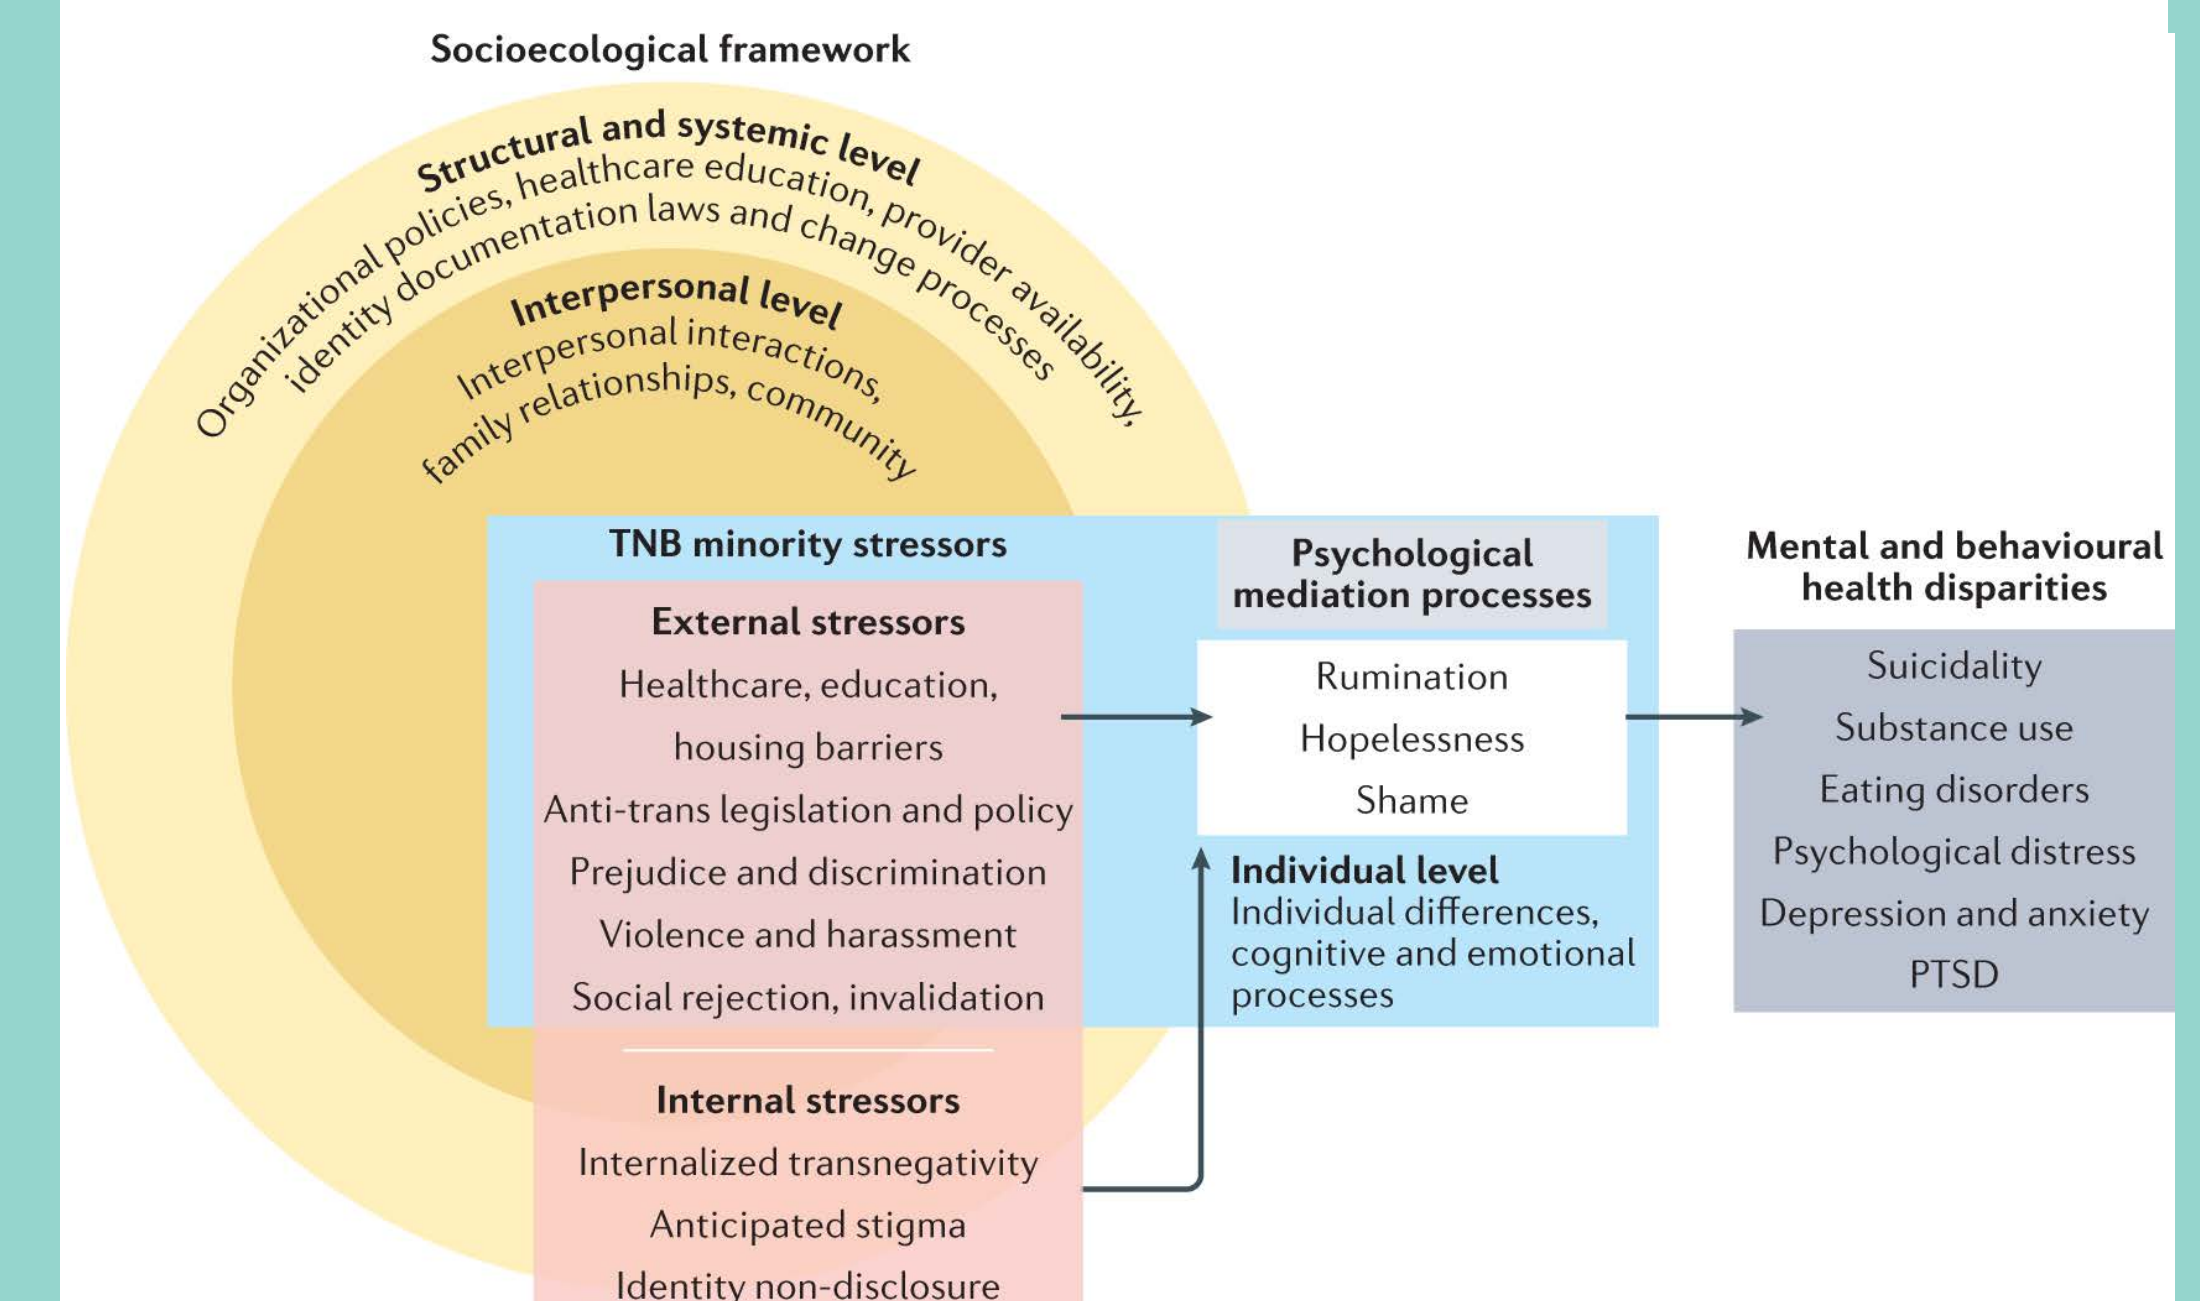 Socioecological framework
Structural and systemic level
Organizational policies, healthcare education, provider availability,
identity documentation laws and change processes
Interpersonal level
Interpersonal interactions,
family relationships, community
TNB minority stressors
External stressors
Healthcare, education,
housing barriers
Anti-trans legislation and policy
Prejudice and discrimination
Violence and harassment
Social rejection, invalidation
Internal stressors
Internalized transnegativity
Anticipated stigma
Identity non-disclosure
Psychological
mediation processes
Rumination
Hopelessness
Shame
Individual level
Individual differences,
cognitive and emotional
processes
Mental and behavioural
health disparities
Suicidality
Substance use
Eating disorders
Psychological distress
Depression and anxiety
PTSD